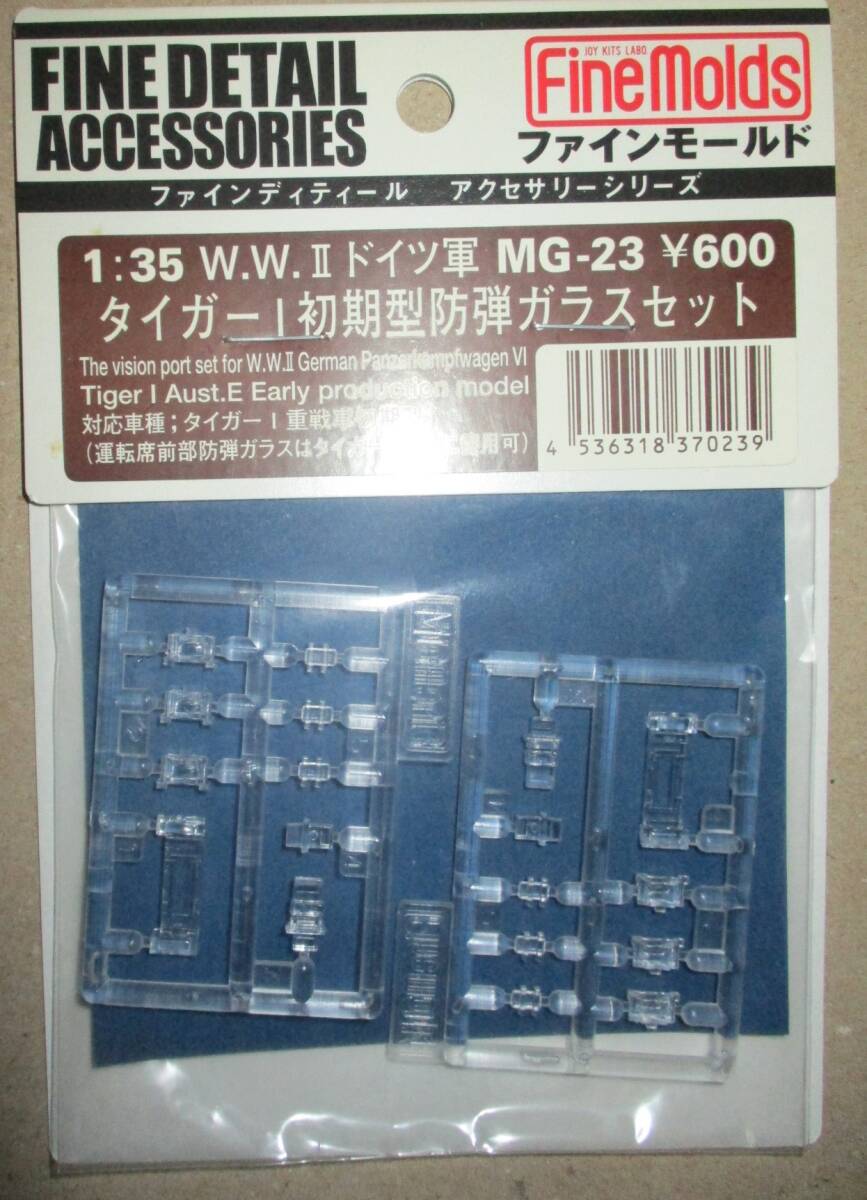 FINE DETAIL
ACCESSORIES
JOY KITS LABO.
FineMolds
ファインモールド
ファインディティール アクセサリーシリーズ
1:35 W.W.Ⅱドイツ軍 MG-23 ¥600
タイガーⅠ初期型防弾ガラスセット
The vision port set for W.W.Ⅱ German Panzerkampfwagen Ⅵ
Tiger I Aust.E Early production model
対応車種；タイガーⅠ重戦車
(運転席前部防弾ガラスはタイガ 使用可)
4 536318 370239